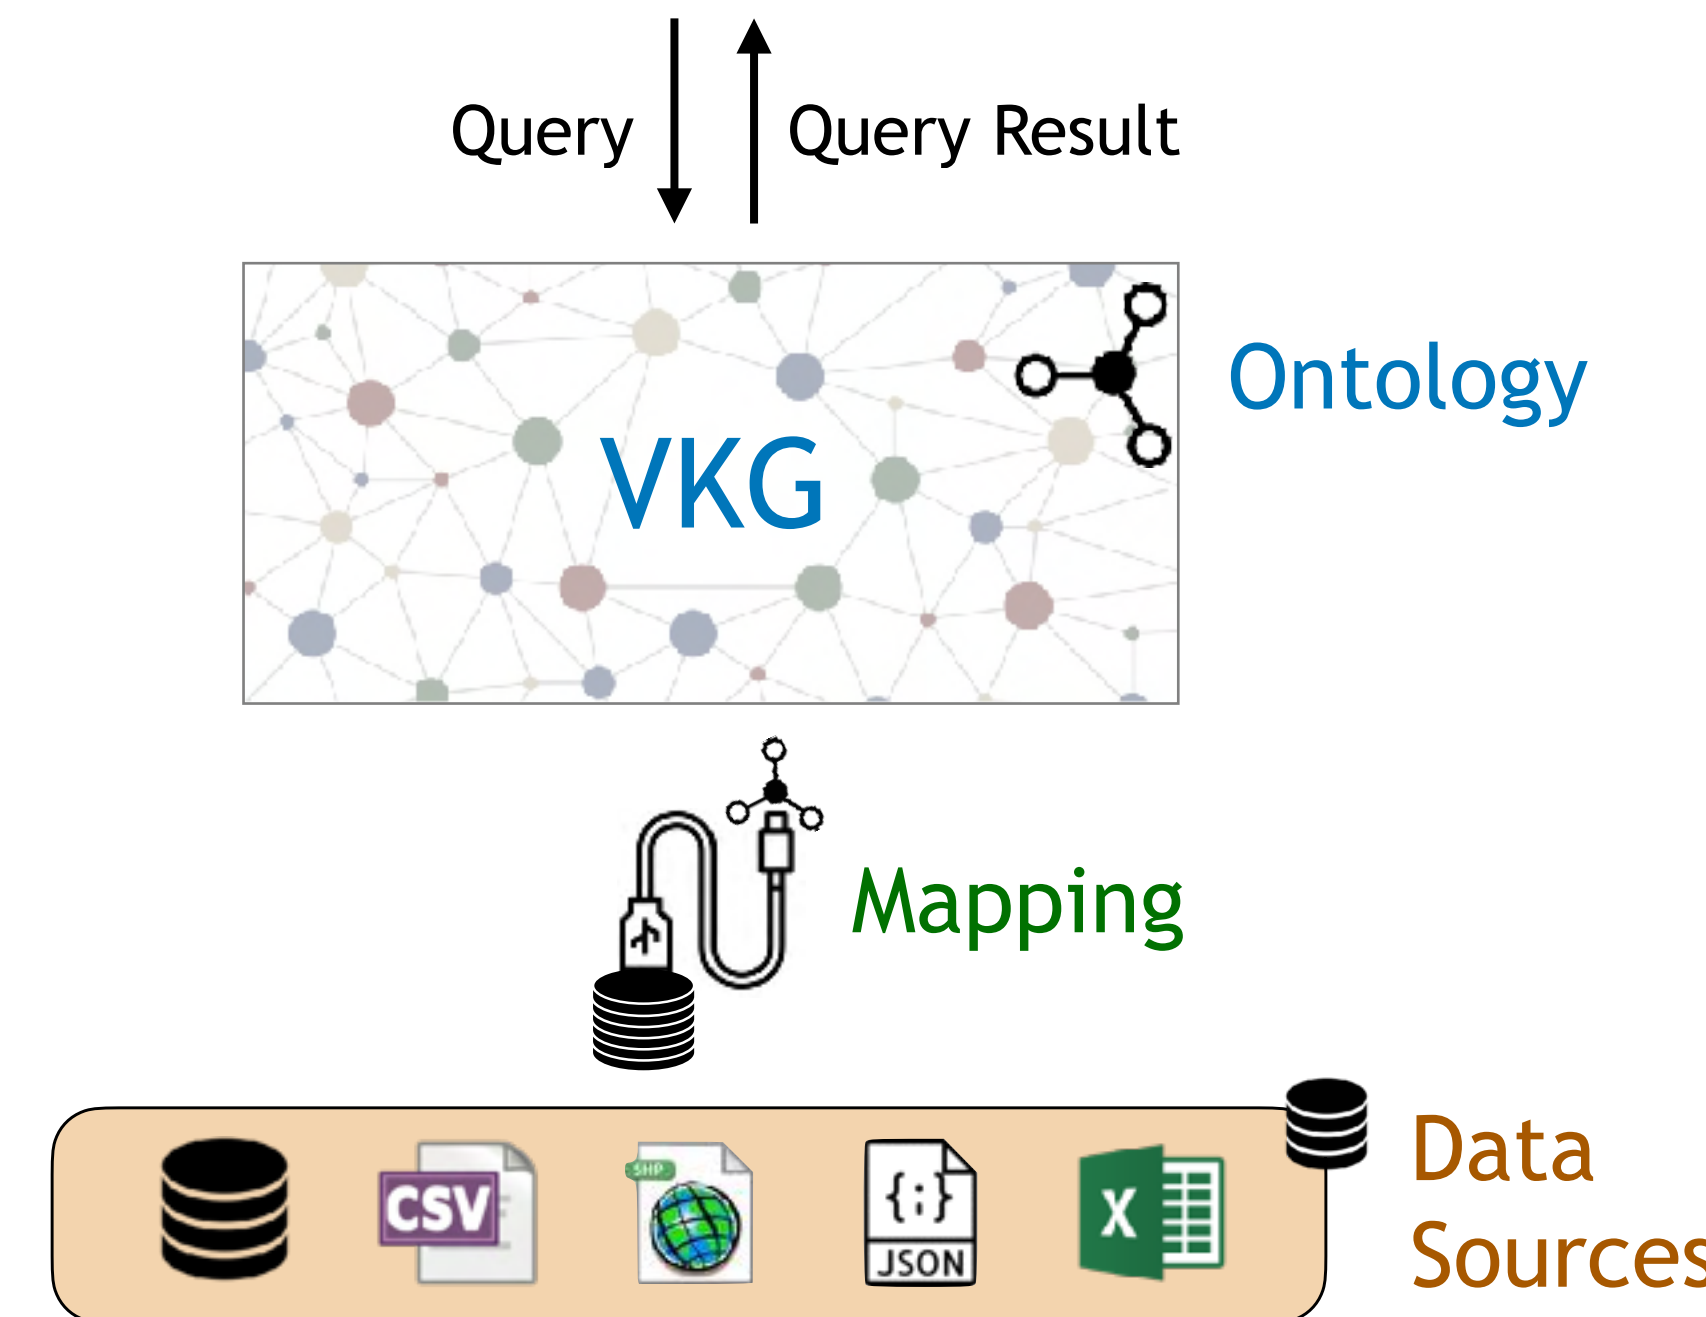 Query
Query Result
VKG
Ontology
Mapping
Data
Sources
CSV
SHP
{;}
JSON
X